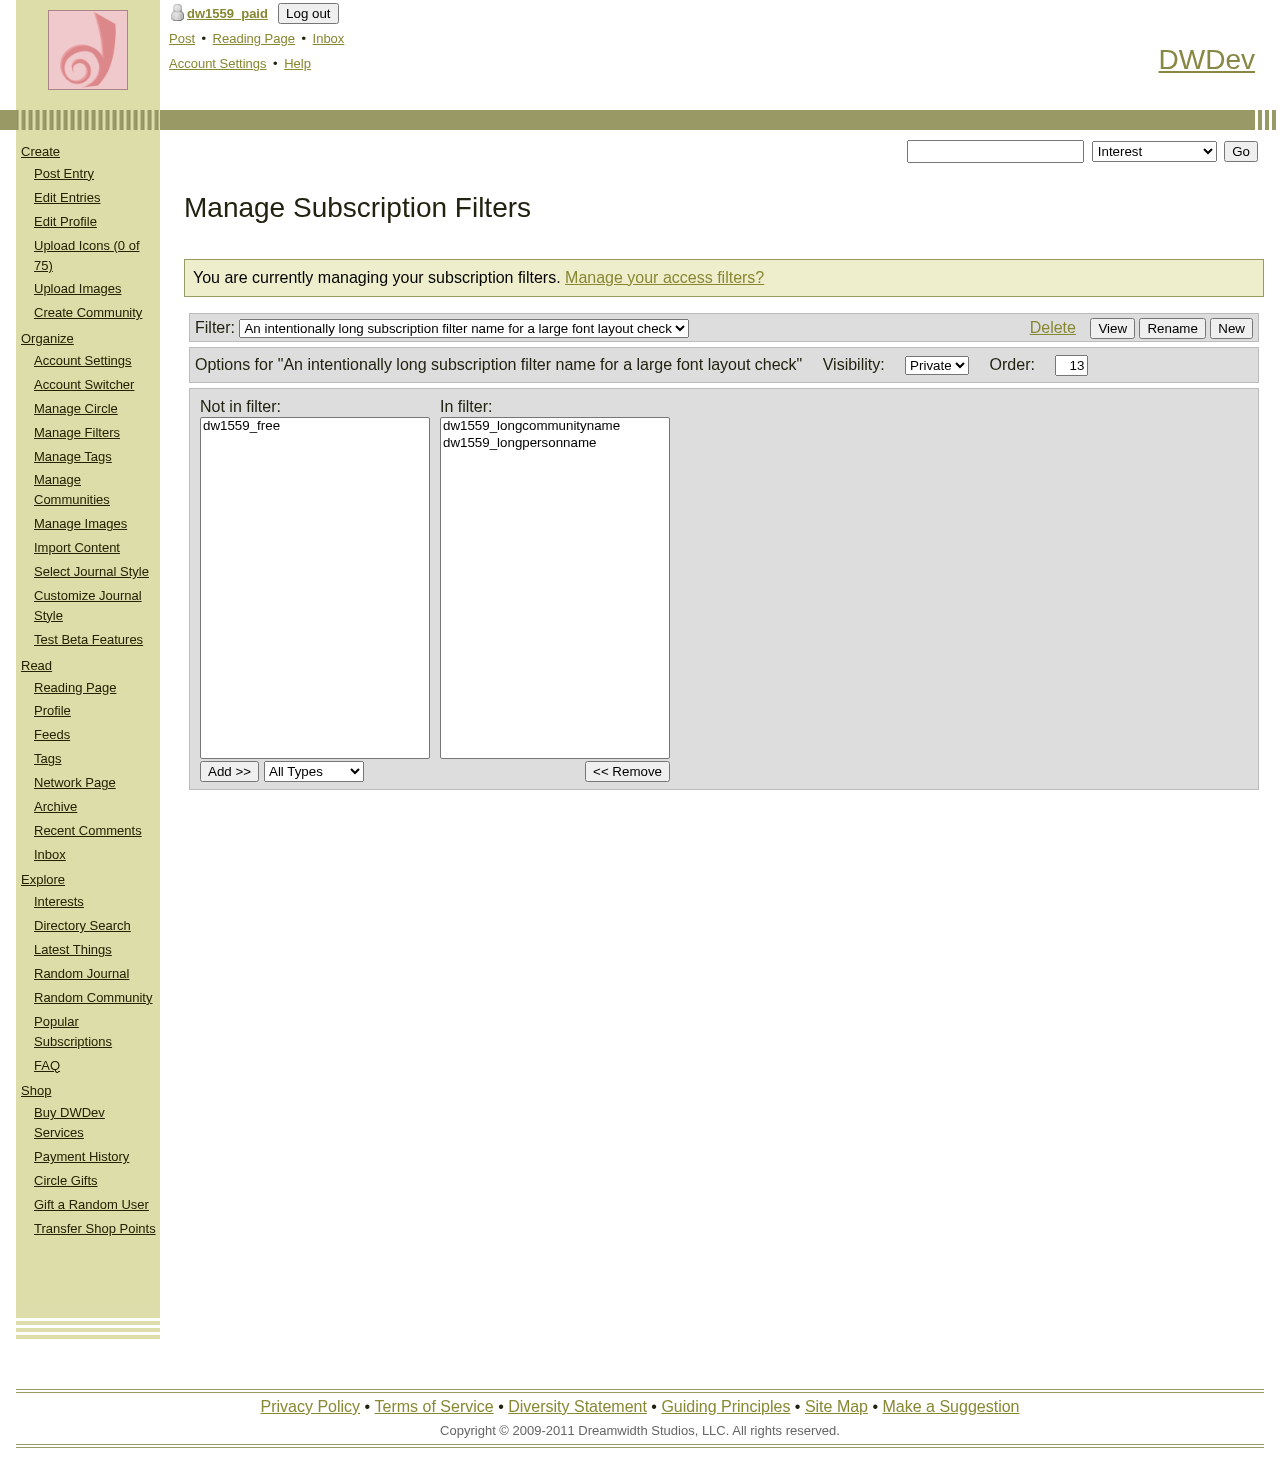 dw1559_paid Log out
Post • Reading Page • Inbox
Account Settings • Help
DWDev
Create
Post Entry
Edit Entries
Edit Profile
Upload Icons (0 of
75)
Upload Images
Create Community
Organize
Account Settings
Account Switcher
Manage Circle
Manage Filters
Manage Tags
Manage
Communities
Manage Images
Import Content
Select Journal Style
Customize Journal
Style
Test Beta Features
Read
Reading Page
Profile
Feeds
Tags
Network Page
Archive
Recent Comments
Inbox
Explore
Interests
Directory Search
Latest Things
Random Journal
Random Community
Popular
Subscriptions
FAQ
Shop
Buy DWDev
Services
Payment History
Circle Gifts
Gift a Random User
Transfer Shop Points
Interest Go
Manage Subscription Filters
You are currently managing your subscription filters. Manage your access filters?
Filter: An intentionally long subscription filter name for a large font layout check Delete View Rename New
Options for "An intentionally long subscription filter name for a large font layout check" Visibility: Private Order: 13
Not in filter: In filter:
dw1559_free dw1559_longcommunityname
dw1559_longpersonname
Add >> All Types << Remove
Privacy Policy • Terms of Service • Diversity Statement • Guiding Principles • Site Map • Make a Suggestion
Copyright © 2009-2011 Dreamwidth Studios, LLC. All rights reserved.